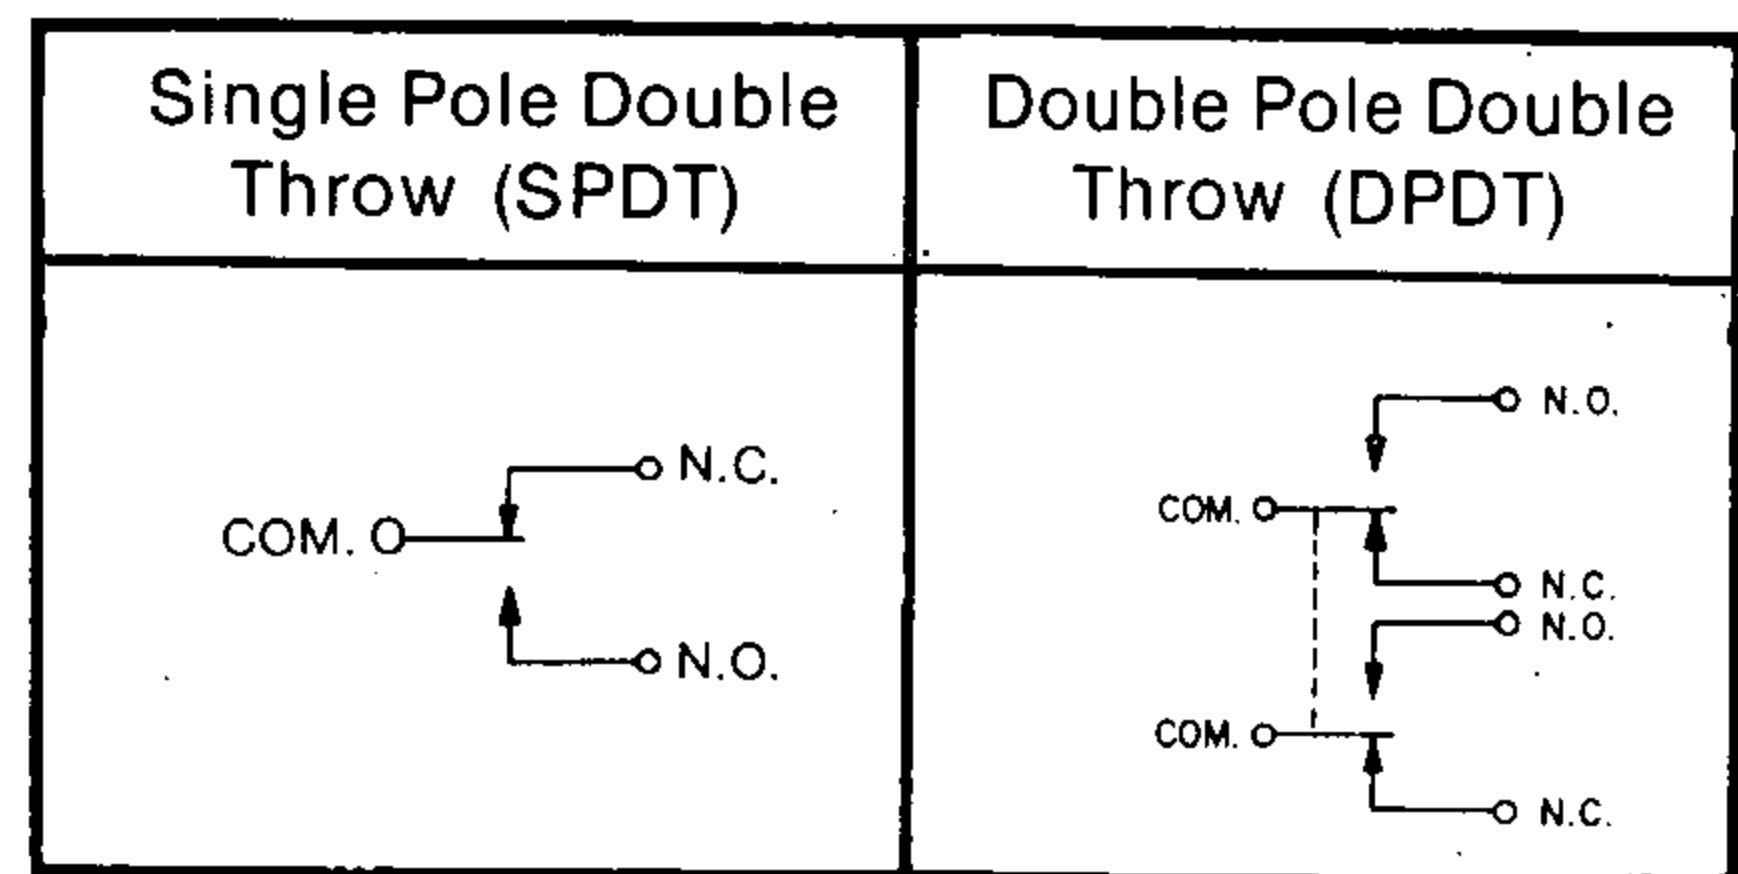 Single Pole Double
Throw (SPDT)
Double Pole Double
Throw (DPDT)
N.C.
COM.
N.O.
N.O.
COM.
N.C.
N.O.
COM.
N.C.